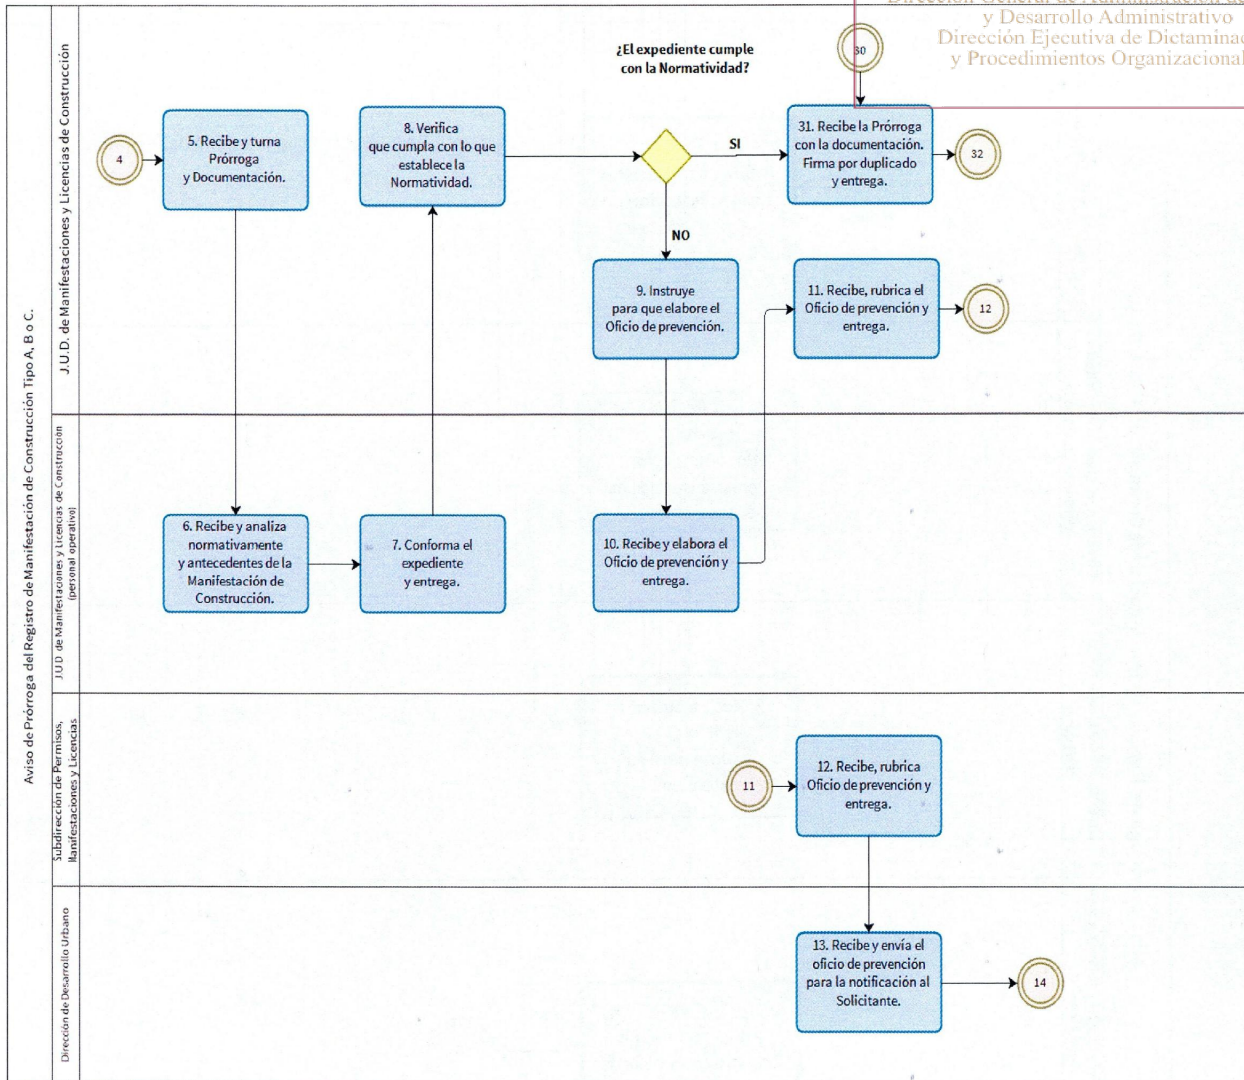 Dirección General de Administración de
y Desarrollo Administrativo
Dirección Ejecutiva de
y Procedimientos
Aviso de Prórroga del Registro de Manifestación de Construcción Tipo A, B o C.
J.U.D. de Manifestaciones y Licencias de Construcción
¿El expediente cumple
con la Normatividad?
30
4
5. Recibe y turna
Prórroga
y Documentación.
8. Verifica
que cumpla con lo que
establece la
Normatividad.
SI
31. Recibe la Prórroga
con la documentación.
Firma por duplicado
y entrega.
32
NO
9. Instruye
para que elabore el
Oficio de prevención.
11. Recibe, rubrica el
Oficio de prevención y
entrega.
12
J.U.D. de Manifestaciones y Licencias de Construcción
(personal operativo)
6. Recibe y analiza
normativamente
y antecedentes de la
Manifestación de
Construcción.
7. Conforma el
expediente
y entrega.
10. Recibe y elabora el
Oficio de prevención y
entrega.
Subdirección de Permisos,
Manifestaciones y Licencias
11
12. Recibe, rubrica
Oficio de prevención y
entrega.
Dirección de Desarrollo Urbano
13. Recibe y envía el
oficio de prevención
para la notificación al
Solicitante.
14